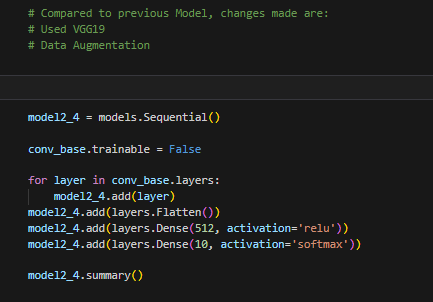 # Compared to previous Model, changes made are:
# Used VGG19
# Data Augmentation
model2_4 = models.Sequential()
conv_base.trainable = False
for layer in conv_base.layers:
    model2_4.add(layer)
model2_4.add(layers.Flatten())
model2_4.add(layers.Dense(512, activation='relu'))
model2_4.add(layers.Dense(10, activation='softmax'))
model2_4.summary()